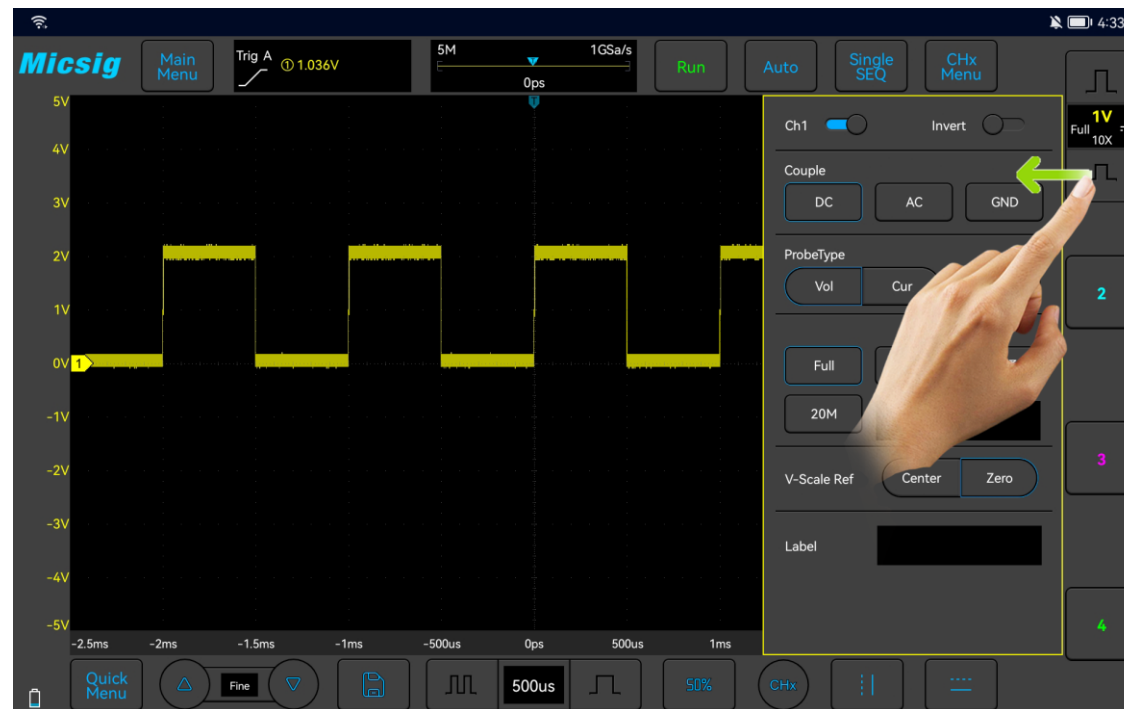 4:33
Micsig
Main
Menu
Trig A
① 1.036V
5M
1GSa/s
0ps
Run
Auto
Single
SEQ
CHx
Menu
T
5V
4V
3V
2V
1V
0V
1
-1V
-2V
-3V
-4V
-5V
-2.5ms -2ms -1.5ms -1ms -500us 0ps 500us 1ms
Ch1
Invert
Couple
DC
AC
GND
ProbeType
Vol
Cur
Full
20M
V-Scale Ref
Center
Zero
Label
1V
Full
10X
2
3
4
Quick
Menu
Fine
500us
50%
CHx